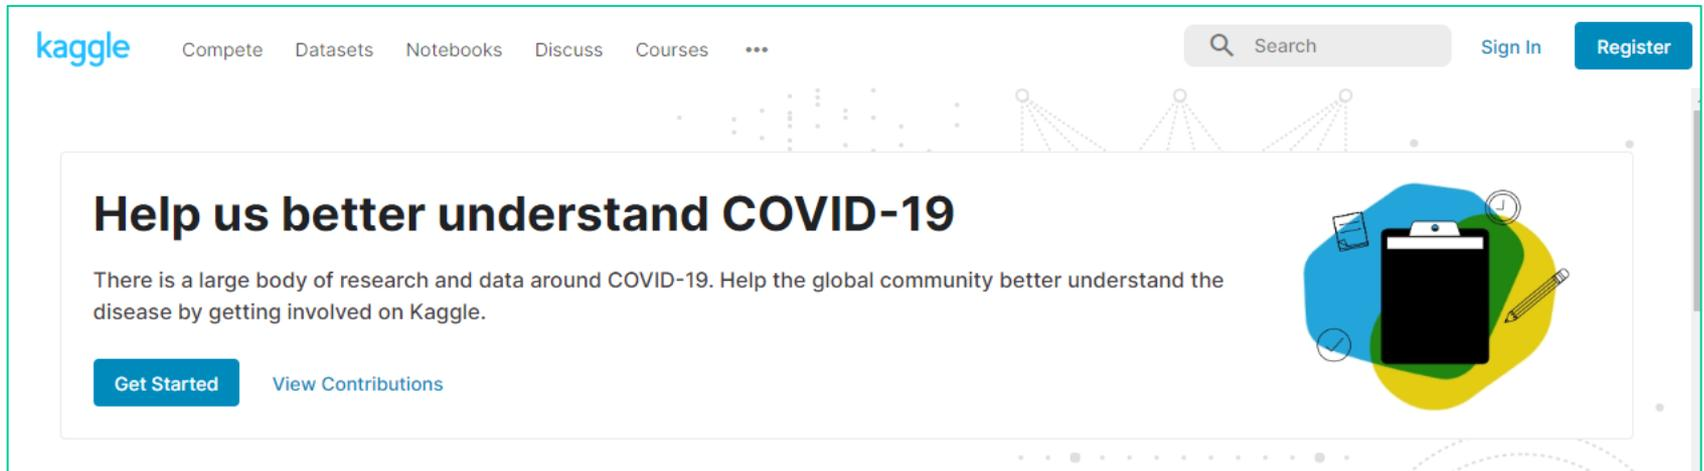 kaggle Compete Datasets Notebooks Discuss Courses ••• Search Sign In Register
Help us better understand COVID-19
There is a large body of research and data around COVID-19. Help the global community better understand the
disease by getting involved on Kaggle.
Get Started View Contributions